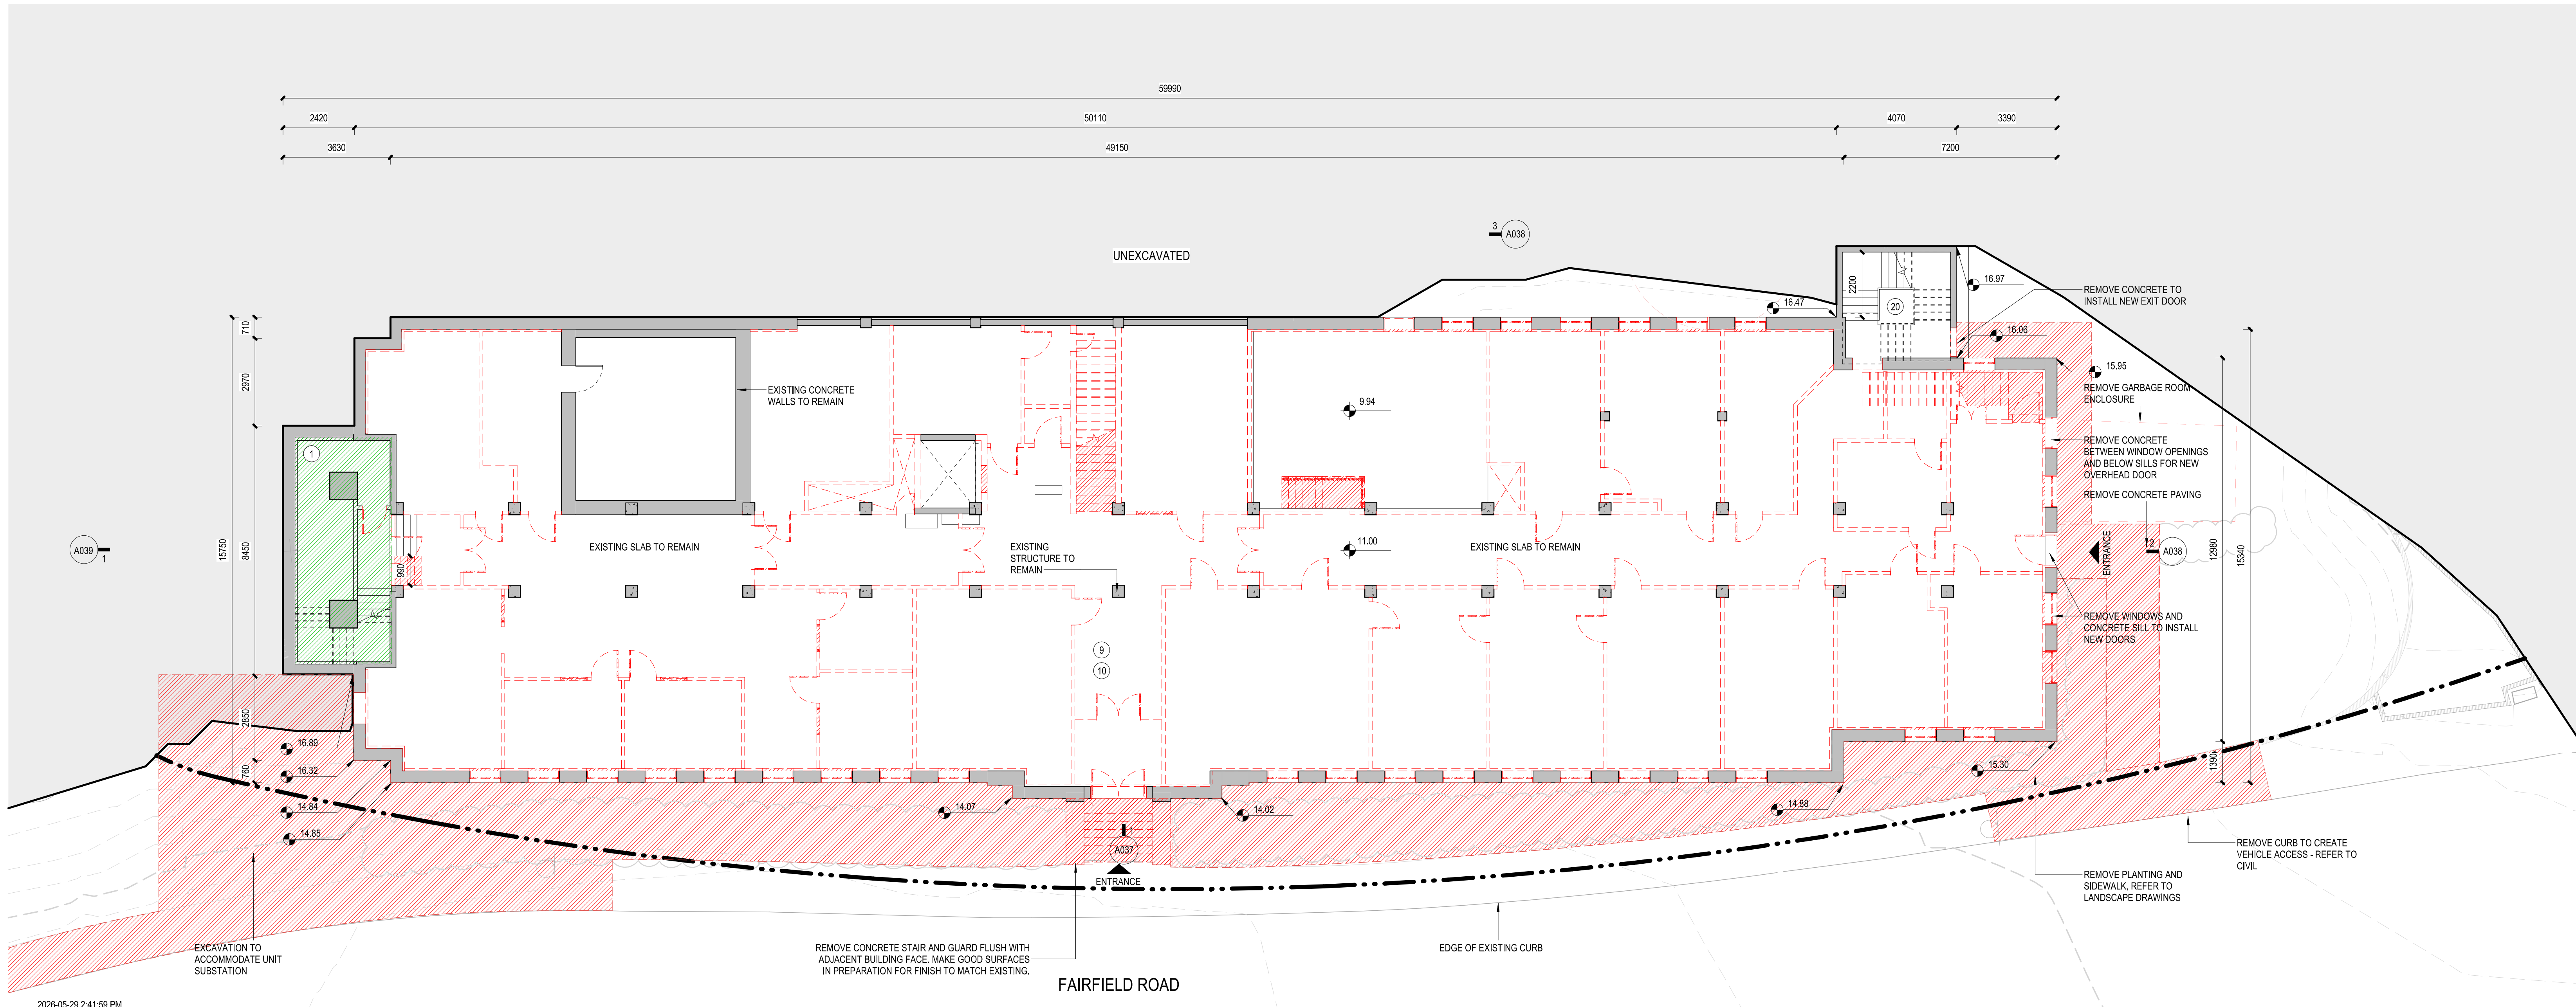 59990
2420
50110
4070
3390
3630
49150
7200
3
A038
UNEXCAVATED
16.97
2200
20
REMOVE CONCRETE TO
INSTALL NEW EXIT DOOR
16.47
16.06
710
15.95
2970
EXISTING CONCRETE
WALLS TO REMAIN
9.94
REMOVE GARBAGE ROOM
ENCLOSURE
1
REMOVE CONCRETE
BETWEEN WINDOW OPENINGS
AND BELOW SILLS FOR NEW
OVERHEAD DOOR
REMOVE CONCRETE PAVING
A039
1
15750
8450
990
EXISTING SLAB TO REMAIN
EXISTING
STRUCTURE TO
REMAIN
11.00
EXISTING SLAB TO REMAIN
ENTRANCE
2
A038
12980
15340
REMOVE WINDOWS AND
CONCRETE SILL TO INSTALL
NEW DOORS
9
10
2850
16.89
16.32
760
14.84
14.85
14.07
14.02
14.88
15.30
1390
1
A037
ENTRANCE
REMOVE CURB TO CREATE
VEHICLE ACCESS - REFER TO
CIVIL
REMOVE PLANTING AND
SIDEWALK, REFER TO
LANDSCAPE DRAWINGS
EXCAVATION TO
ACCOMMODATE UNIT
SUBSTATION
REMOVE CONCRETE STAIR AND GUARD FLUSH WITH
ADJACENT BUILDING FACE. MAKE GOOD SURFACES
IN PREPARATION FOR FINISH TO MATCH EXISTING.
EDGE OF EXISTING CURB
FAIRFIELD ROAD
2026-05-29 2:41:59 PM